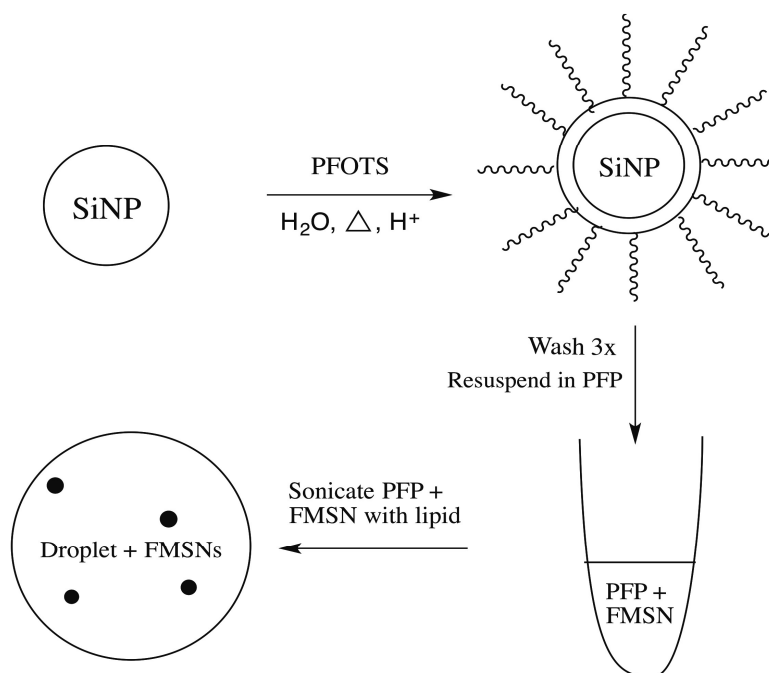 SiNP
PFOTS
H₂O, △, H⁺
SiNP
Wash 3x
Resuspend in PFP
PFP +
FMSN
Sonicate PFP +
FMSN with lipid
Droplet + FMSNs